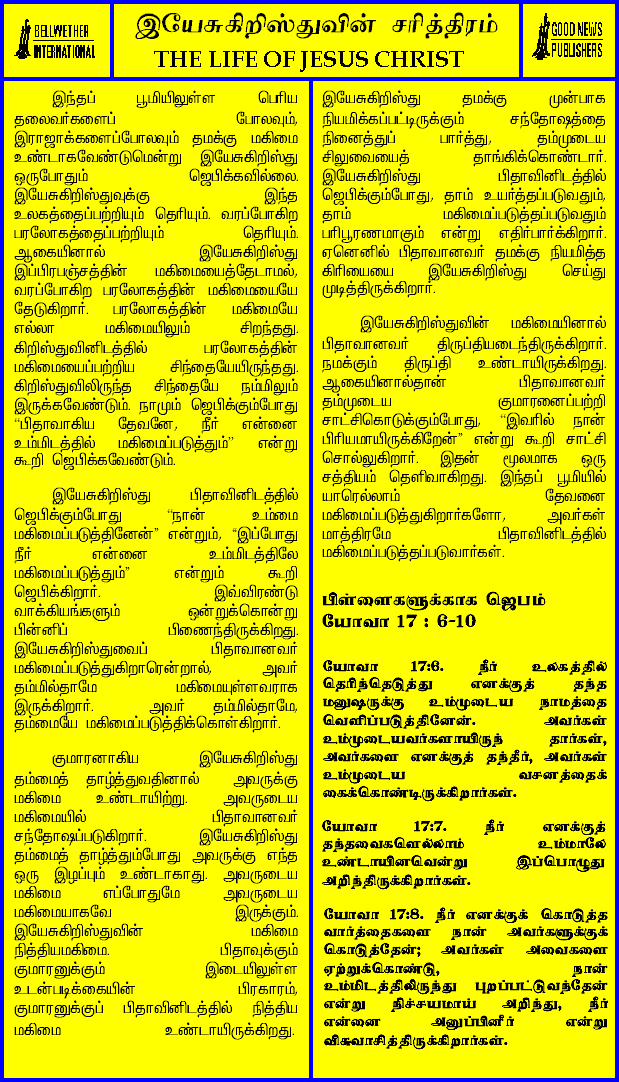 BELLWETHER
INTERNATIONAL
இயேசுகிறிஸ்துவின் சரித்திரம்
THE LIFE OF JESUS CHRIST
GOOD NEWS
PUBLISHERS
இந்தப் பூமியிலுள்ள பெரிய
தலைவர்களைப் போலவும்,
இராஜாக்களைப்போலவும் தமக்கு மகிமை
உண்டாகவேண்டுமென்று இயேசுகிறிஸ்து
ஒருபோதும் ஜெபிக்கவில்லை.
இயேசுகிறிஸ்துவுக்கு இந்த
உலகத்தைப்பற்றியும் தெரியும். வரப்போகிற
பரலோகத்தைப்பற்றியும் தெரியும்.
ஆகையினால் இயேசுகிறிஸ்து
இப்பிரபஞ்சத்தின் மகிமையைத்தேடாமல்,
வரப்போகிற பரலோகத்தின் மகிமையையே
தேடுகிறார். பரலோகத்தின் மகிமையே
எல்லா மகிமையிலும் சிறந்தது.
கிறிஸ்துவினிடத்தில் பரலோகத்தின்
மகிமையைப்பற்றிய சிந்தையேயிருந்தது.
கிறிஸ்துவிலிருந்த சிந்தையே நம்மிலும்
இருக்கவேண்டும். நாமும் ஜெபிக்கும்போது
“பிதாவாகிய தேவனே, நீர் என்னை
உம்மிடத்தில் மகிமைப்படுத்தும்” என்று
கூறி ஜெபிக்கவேண்டும்.
இயேசுகிறிஸ்து பிதாவினிடத்தில்
ஜெபிக்கும்போது “நான் உம்மை
மகிமைப்படுத்தினேன்” என்றும், “இப்போது
நீர் என்னை உம்மிடத்திலே
மகிமைப்படுத்தும்” என்றும் கூறி
ஜெபிக்கிறார். இவ்விரண்டு
வாக்கியங்களும் ஒன்றுக்கொன்று
பின்னிப் பிணைந்திருக்கிறது.
இயேசுகிறிஸ்துவைப் பிதாவானவர்
மகிமைப்படுத்துகிறாரென்றால், அவர்
தம்மில்தாமே மகிமையுள்ளவராக
இருக்கிறார். அவர் தம்மில்தாமே,
தம்மையே மகிமைப்படுத்திக்கொள்கிறார்.
குமாரனாகிய இயேசுகிறிஸ்து
தம்மைத் தாழ்த்துவதினால் அவருக்கு
மகிமை உண்டாயிற்று. அவருடைய
மகிமையில் பிதாவானவர்
சந்தோஷப்படுகிறார். இயேசுகிறிஸ்து
தம்மைத் தாழ்த்தும்போது அவருக்கு எந்த
ஒரு இழப்பும் உண்டாகாது. அவருடைய
மகிமை எப்போதுமே அவருடைய
மகிமையாகவே இருக்கும்.
இயேசுகிறிஸ்துவின் மகிமை
நித்தியமகிமை. பிதாவுக்கும்
குமாரனுக்கும் இடையிலுள்ள
உடன்படிக்கையின் பிரகாரம்,
குமாரனுக்குப் பிதாவினிடத்தில் நித்திய
மகிமை உண்டாயிருக்கிறது.
இயேசுகிறிஸ்து தமக்கு முன்பாக
நியமிக்கப்பட்டிருக்கும் சந்தோஷத்தை
நினைத்துப் பார்த்து, தம்முடைய
சிலுவையைத் தாங்கிக்கொண்டார்.
இயேசுகிறிஸ்து பிதாவினிடத்தில்
ஜெபிக்கும்போது, தாம் உயர்த்தப்படுவதும்,
தாம் மகிமைப்படுத்தப்படுவதும்
பரிபூரணமாகும் என்று எதிர்பார்க்கிறார்.
ஏனெனில் பிதாவானவர் தமக்கு நியமித்த
கிரியையை இயேசுகிறிஸ்து செய்து
முடித்திருக்கிறார்.
இயேசுகிறிஸ்துவின் மகிமையினால்
பிதாவானவர் திருப்தியடைந்திருக்கிறார்.
நமக்கும் திருப்தி உண்டாயிருக்கிறது.
ஆகையினால்தான் பிதாவானவர்
தம்முடைய குமாரனைப்பற்றி
சாட்சிகொடுக்கும்போது, “இவரில் நான்
பிரியமாயிருக்கிறேன்” என்று கூறி சாட்சி
சொல்லுகிறார். இதன் மூலமாக ஒரு
சத்தியம் தெளிவாகிறது. இந்தப் பூமியில்
யாரெல்லாம் தேவனை
மகிமைப்படுத்துகிறார்களோ, அவர்கள்
மாத்திரமே பிதாவினிடத்தில்
மகிமைப்படுத்தப்படுவார்கள்.
பிள்ளைகளுக்காக ஜெபம்
யோவா 17 : 6-10
யோவா 17:6. நீர் உலகத்தில்
தெரிந்தெடுத்து எனக்குத் தந்த
மனுஷருக்கு உம்முடைய நாமத்தை
வெளிப்படுத்தினேன். அவர்கள்
உம்முடையவர்களாயிருந் தார்கள்,
அவர்களை எனக்குத் தந்தீர், அவர்கள்
உம்முடைய வசனத்தைக்
கைக்கொண்டிருக்கிறார்கள்.
யோவா 17:7. நீர் எனக்குத்
தந்தவைகளெல்லாம் உம்மாலே
உண்டாயினவென்று இப்பொழுது
அறிந்திருக்கிறார்கள்.
யோவா 17:8. நீர் எனக்குக் கொடுத்த
வார்த்தைகளை நான் அவர்களுக்குக்
கொடுத்தேன்; அவர்கள் அவைகளை
ஏற்றுக்கொண்டு, நான்
உம்மிடத்திலிருந்து புறப்பட்டுவந்தேன்
என்று நிச்சயமாய் அறிந்து, நீர்
என்னை அனுப்பினீர் என்று
விசுவாசித்திருக்கிறார்கள்.